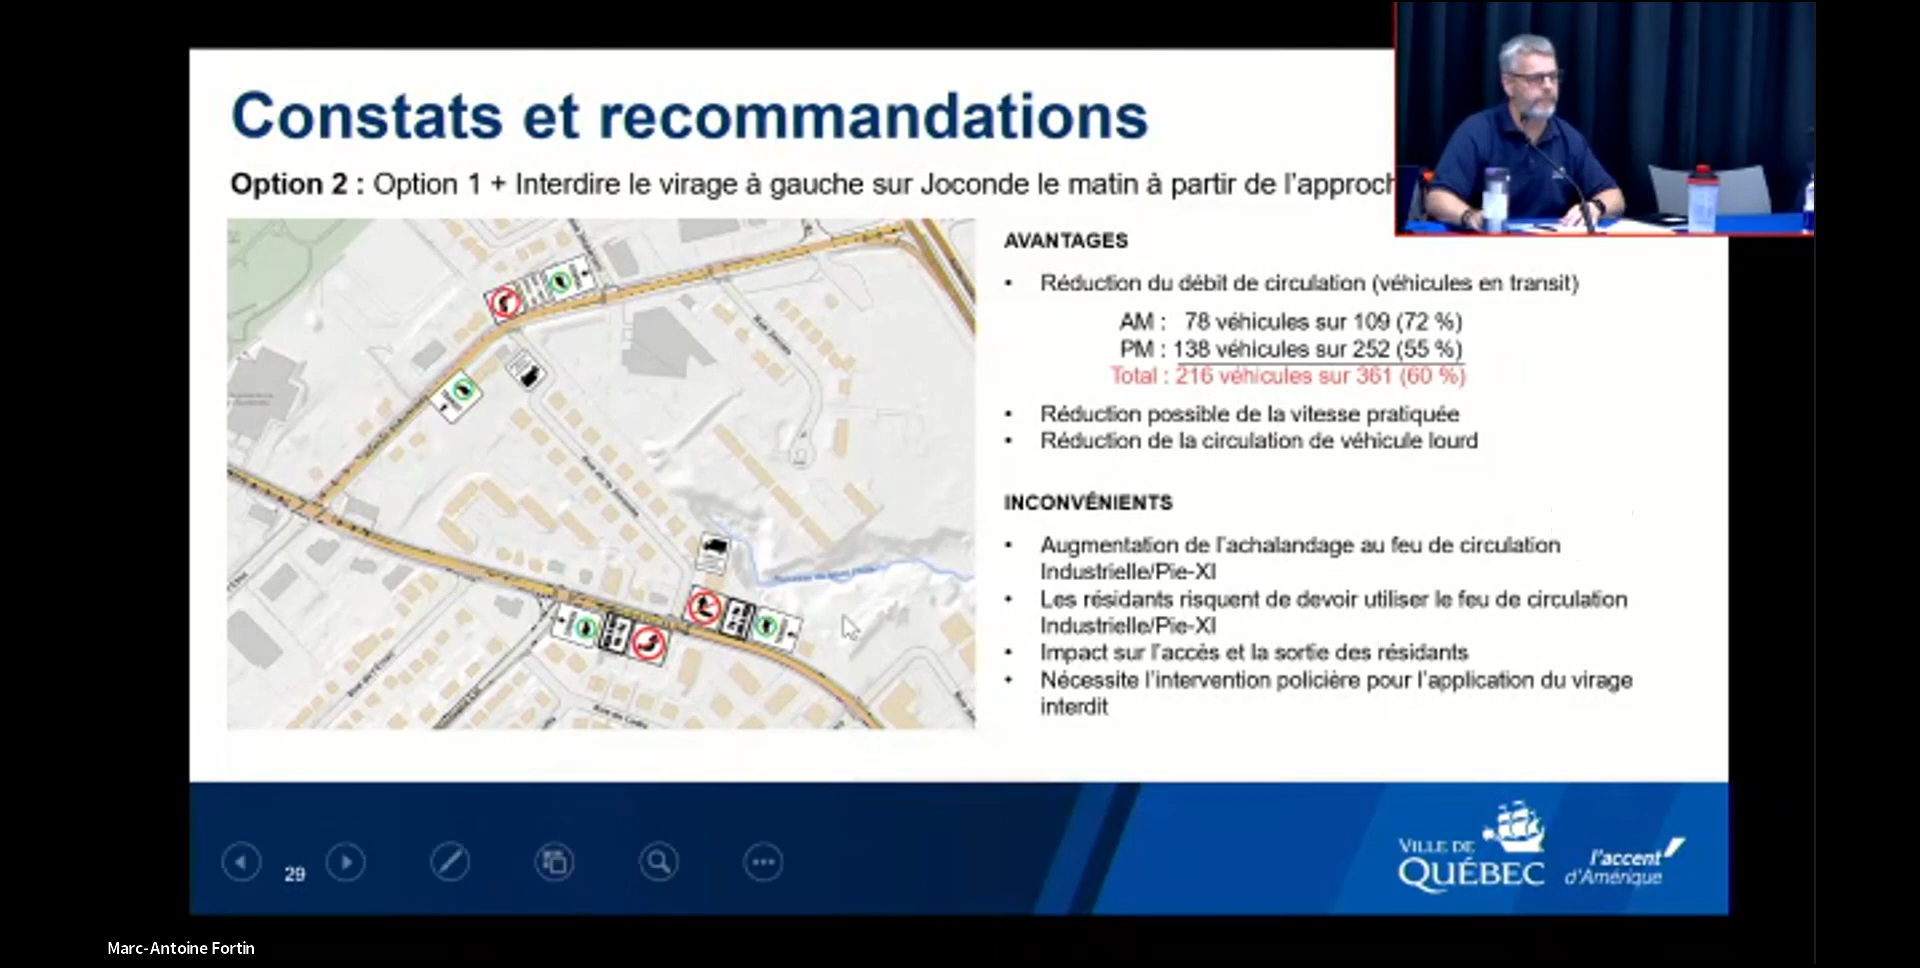 Constats et recommandations
Option 2 : Option 1 + Interdire le virage à gauche sur Joconde le matin à partir de l'approch
AVANTAGES
• Réduction du débit de circulation (véhicules en transit)
AM : 78 véhicules sur 109 (72 %)
PM : 138 véhicules sur 252 (55 %)
Total : 216 véhicules sur 361 (60 %)
• Réduction possible de la vitesse pratiquée
• Réduction de la circulation de véhicule lourd
INCONVÉNIENTS
• Augmentation de l'achalandage au feu de circulation
Industrielle/Pie-XI
• Les résidants risquent de devoir utiliser le feu de circulation
Industrielle/Pie-XI
• Impact sur l'accès et la sortie des résidants
• Nécessite l'intervention policière pour l'application du virage
interdit
29
VILLE DE
QUÉBEC
l'accent
d'Amérique
Marc-Antoine Fortin